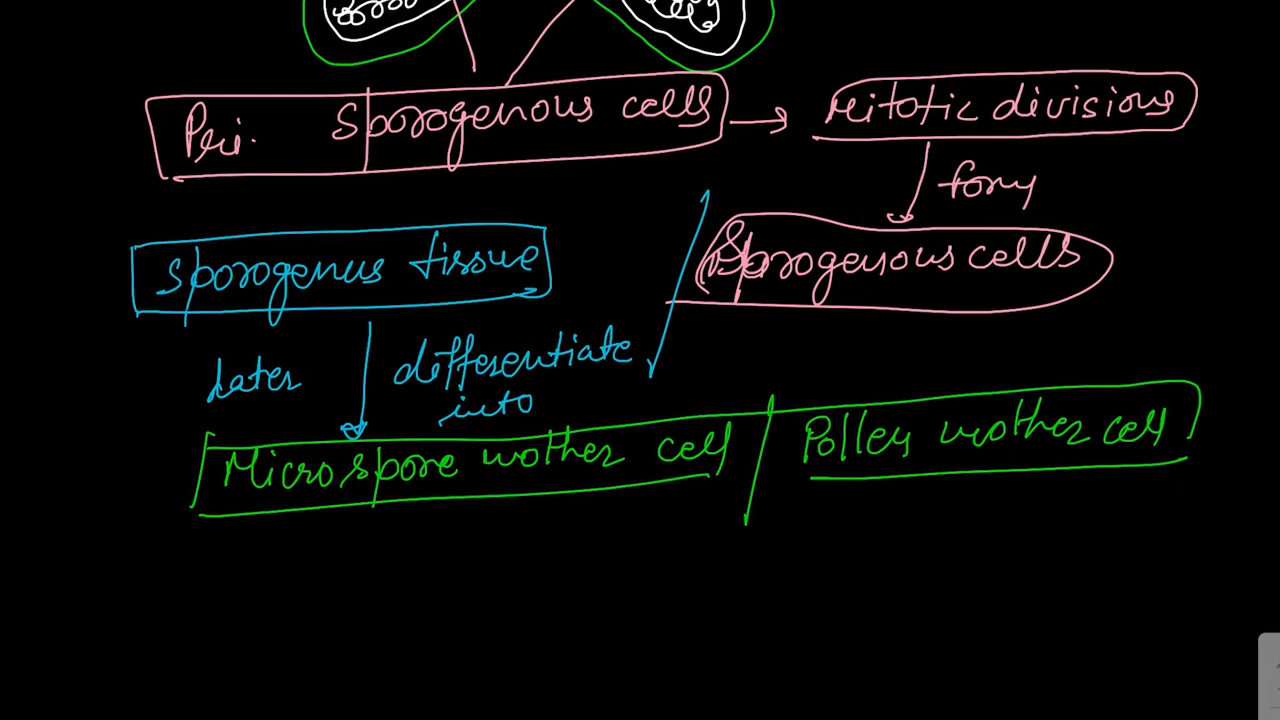 Pri. Sporogenous cells → Mitotic divisions
form
Sporogenus tissue / Sporogenous cells
Later differentiate
into
Microspore mother cell / Pollen mother cell